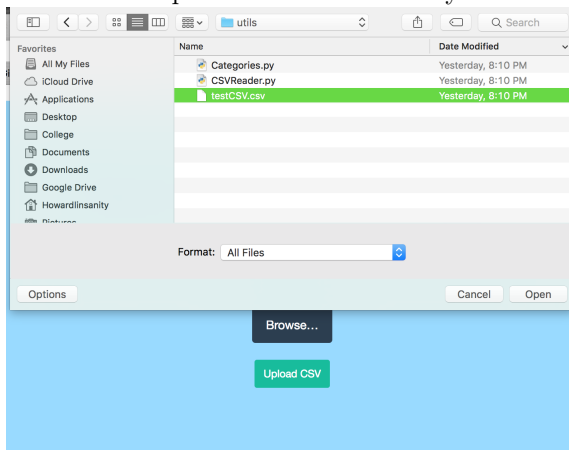 utils
Search
Favorites
All My Files
iCloud Drive
Applications
Desktop
College
Documents
Downloads
Google Drive
Howardlinsanity
Pictures
Name
Date Modified
Categories.py
Yesterday, 8:10 PM
CSVReader.py
Yesterday, 8:10 PM
testCSV.csv
Yesterday, 8:10 PM
Format: All Files
Options
Cancel
Open
Browse...
Upload CSV